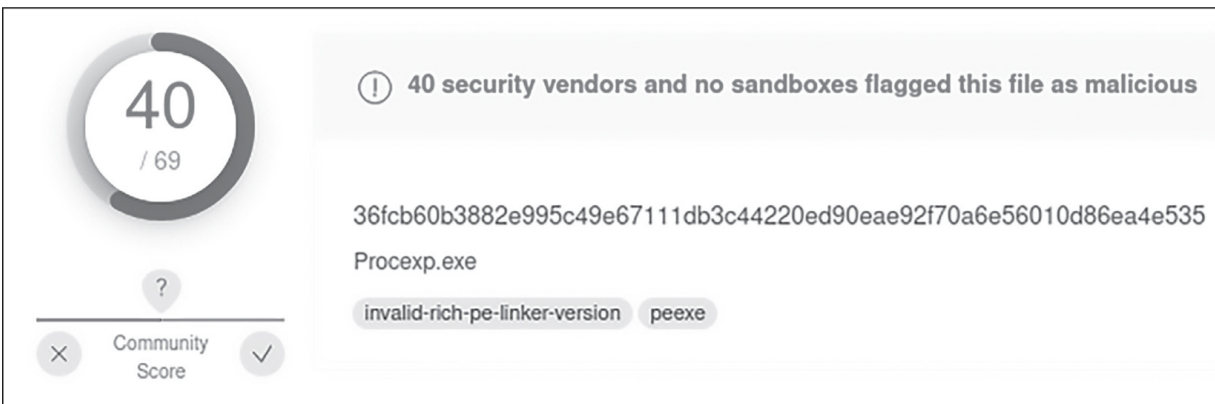 40
/ 69
?
Community
Score
! 40 security vendors and no sandboxes flagged this file as malicious
36fcb60b3882e995c49e67111db3c44220ed90eae92f70a6e56010d86ea4e535
Procexp.exe
invalid-rich-pe-linker-version peexe